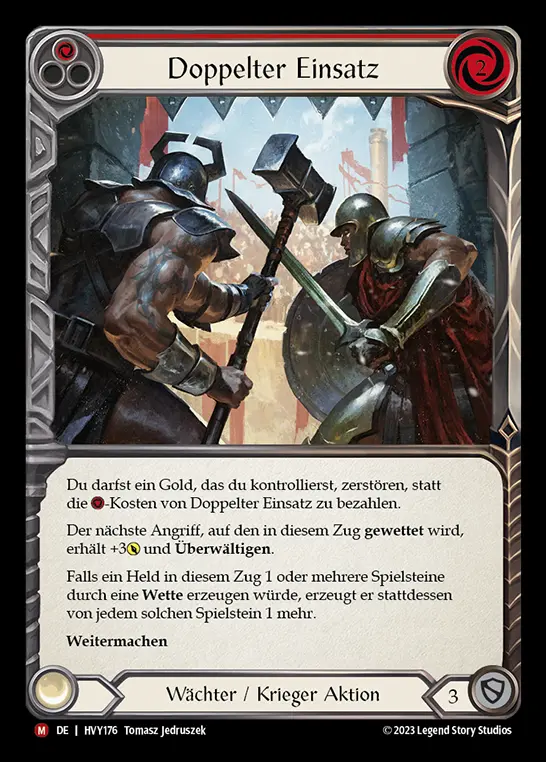 Doppelter Einsatz
2
Du darfst ein Gold, das du kontrollierst, zerstören, statt
die -Kosten von Doppelter Einsatz zu bezahlen.
Der nächste Angriff, auf den in diesem Zug gewettet wird,
erhält +3 und Überwältigen.
Falls ein Held in diesem Zug 1 oder mehrere Spielsteine
durch eine Wette erzeugen würde, erzeugt er stattdessen
von jedem solchen Spielstein 1 mehr.
Weitermachen
Wächter / Krieger Aktion
3
M DE | HVY176 Tomasz Jedruszek
©2023 Legend Story Studios